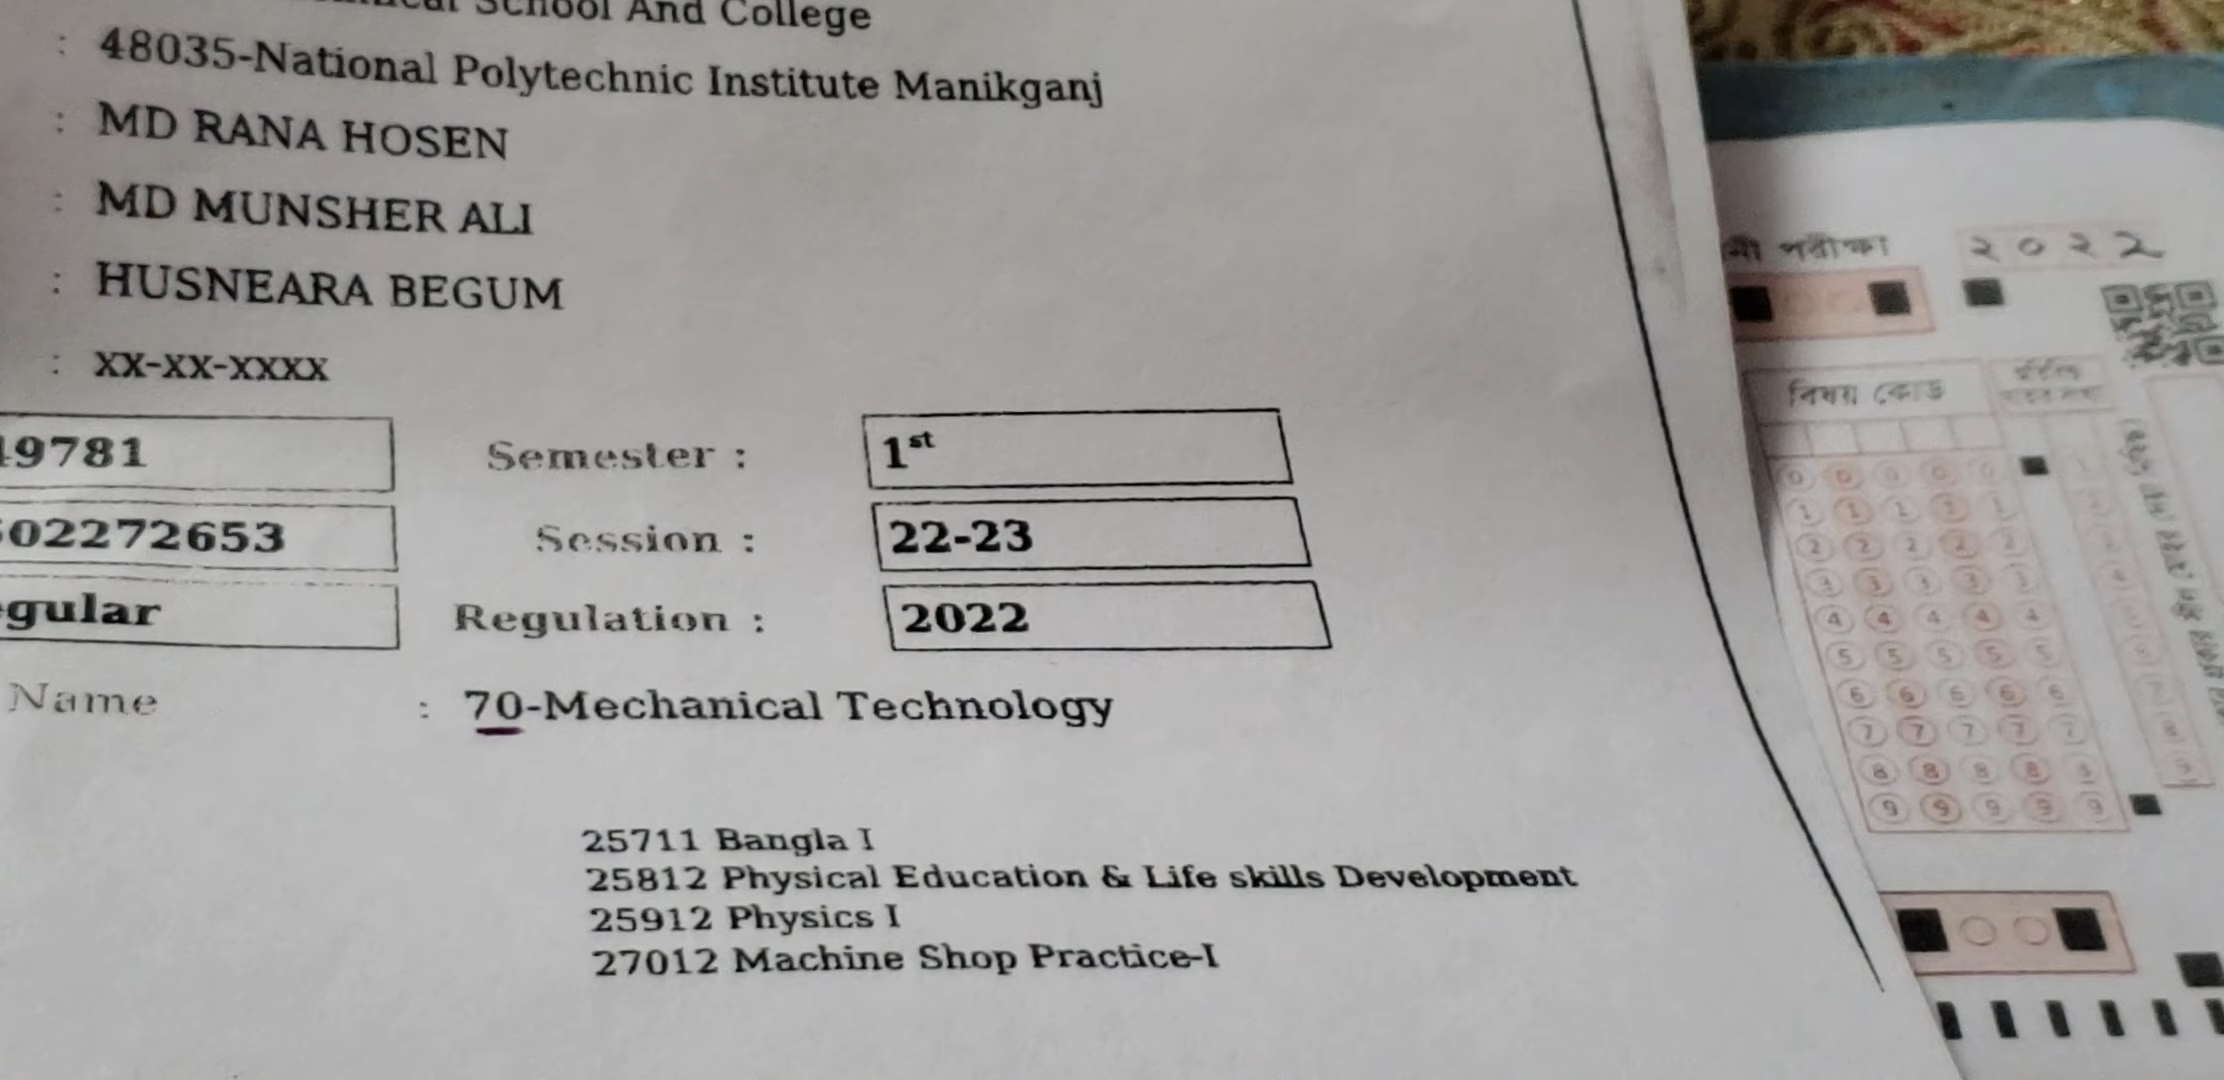 School And College
: 48035-National Polytechnic Institute Manikganj
: MD RANA HOSEN
: MD MUNSHER ALI
: HUSNEARA BEGUM
: XX-XX-XXXX
9781 Semester : 1st
02272653 Session : 22-23
gular Regulation : 2022
Name : 70-Mechanical Technology
25711 Bangla I
25812 Physical Education & Life skills Development
25912 Physics I
27012 Machine Shop Practice-I
পরীক্ষা ২০২২
বিষয় কোড
0 0 0 0 0
1 1 1 1 1
2 2 2 2 2
3 3 3 3 3
4 4 4 4 4
5 5 5 5 5
6 6 6 6 6
7 7 7 7 7
8 8 8 8 8
9 9 9 9 9